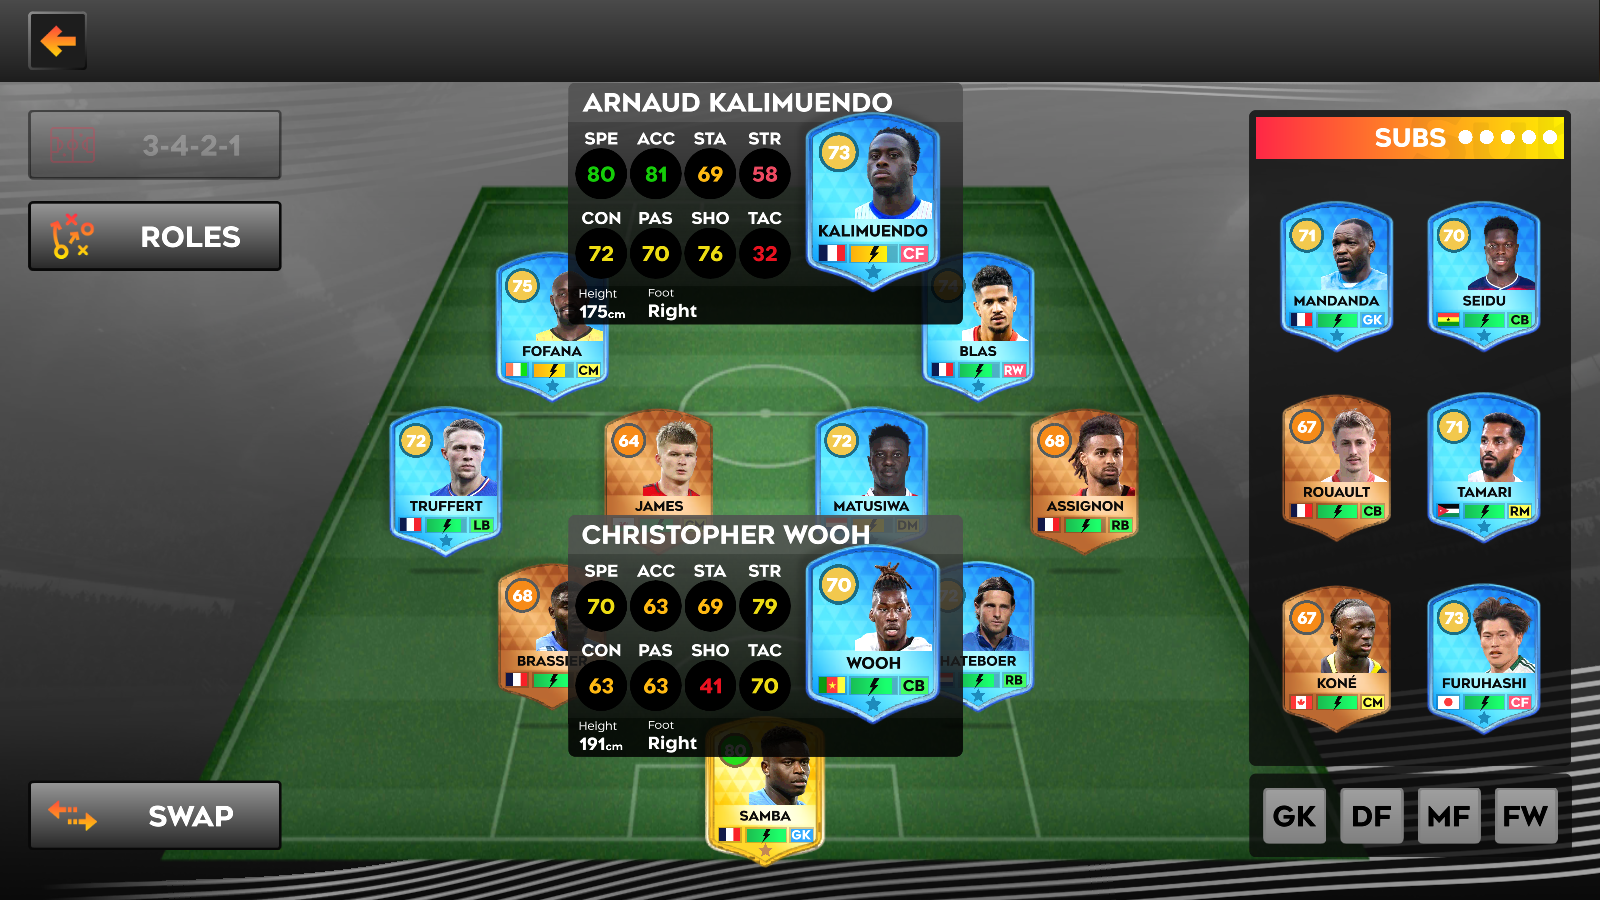 3-4-2-1
ROLES
SWAP
ARNAUD KALIMUENDO
SPE ACC STA STR
80 81 69 58
CON PAS SHO TAC
72 70 76 32
Height Foot
175cm Right
73
KALIMUENDO
CF
75
FOFANA
CM
BLAS
RW
72
TRUFFERT
LB
64
JAMES
72
MATUSIWA
DM
68
ASSIGNON
RB
CHRISTOPHER WOOH
SPE ACC STA STR
70 63 69 79
CON PAS SHO TAC
63 63 41 70
Height Foot
191cm Right
70
WOOH
CB
68
BRASSIER
HATEBOER
RB
80
SAMBA
GK
SUBS
71
MANDANDA
GK
70
SEIDU
CB
67
ROUAULT
CB
71
TAMARI
RM
67
KONÉ
CM
73
FURUHASHI
CF
GK DF MF FW